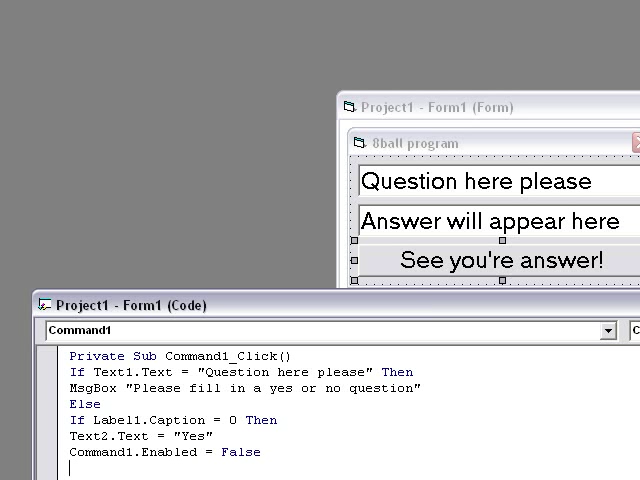 Project1 - Form1 (Form)
8ball program
Question here please
Answer will appear here
See you're answer!
Project1 - Form1 (Code)
Command1
Private Sub Command1_Click()
If Text1.Text = "Question here please" Then
MsgBox "Please fill in a yes or no question"
Else
If Label1.Caption = 0 Then
Text2.Text = "Yes"
Command1.Enabled = False